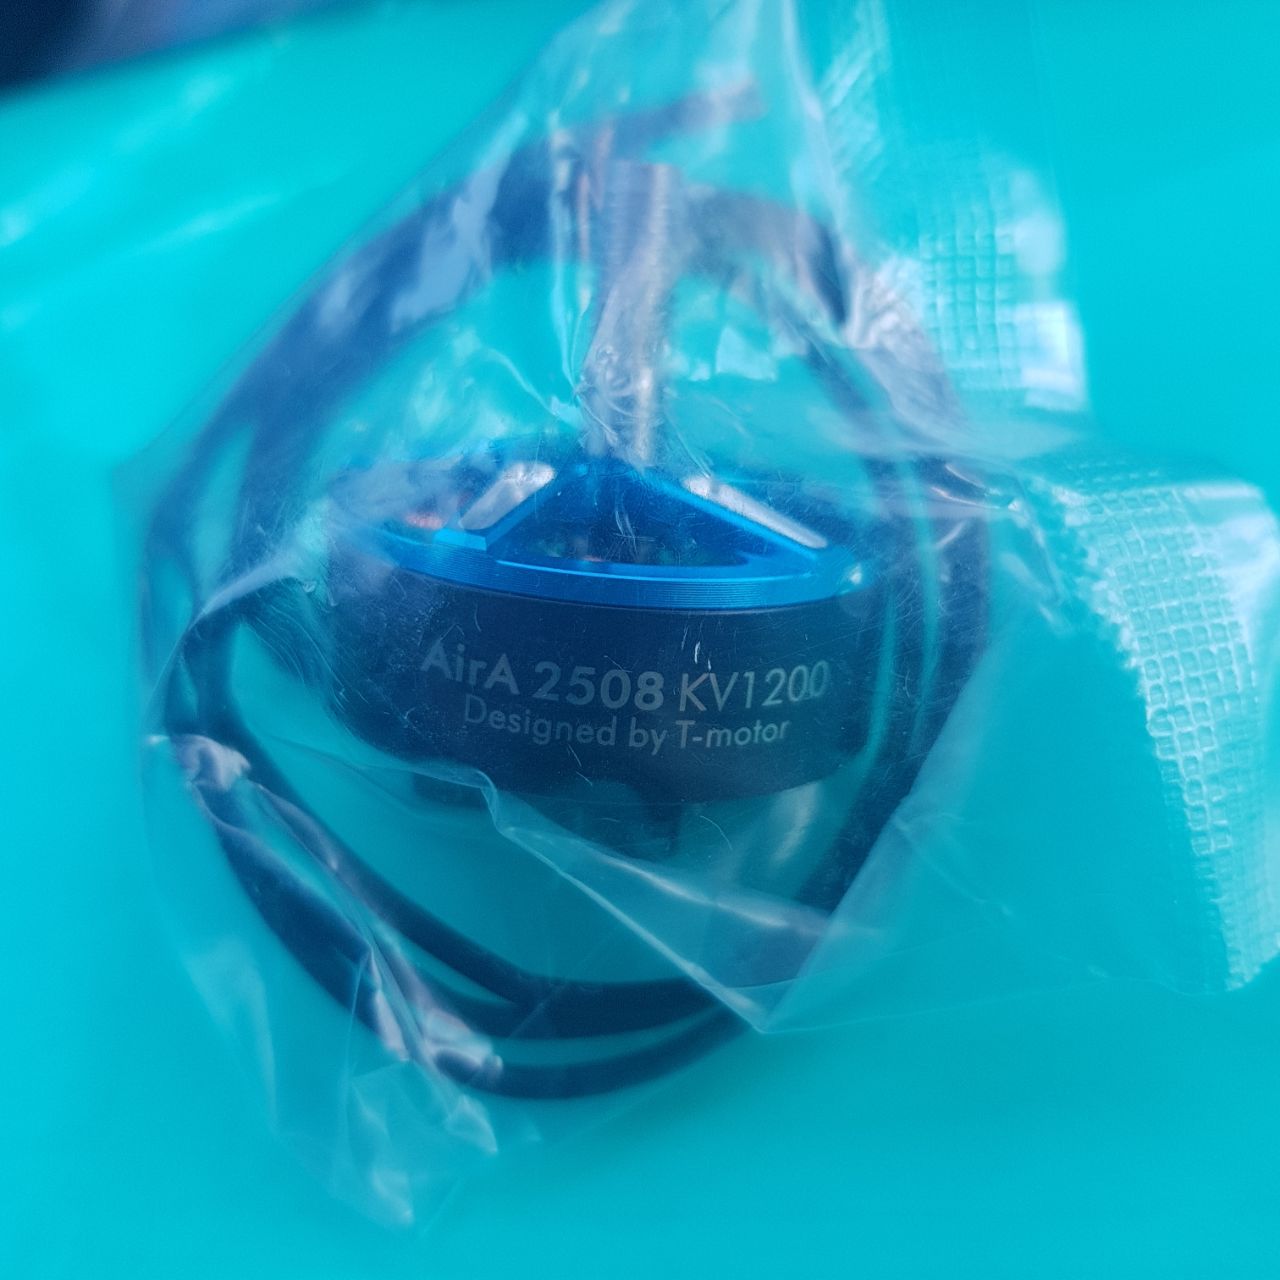 AirA 2508 KV1200
Designed by T-motor